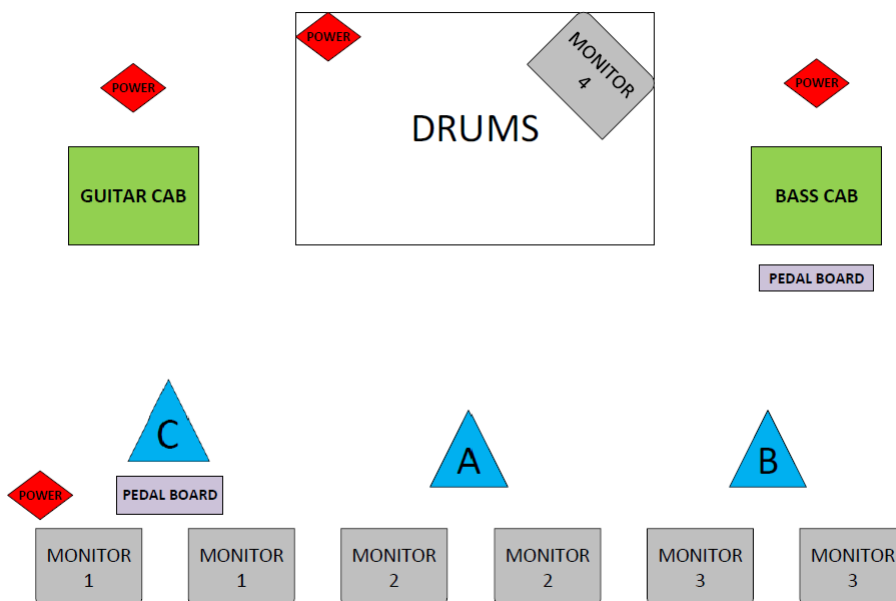 POWER
MONITOR
4
POWER
POWER
DRUMS
GUITAR CAB
BASS CAB
PEDAL BOARD
C
A
B
POWER
PEDAL BOARD
MONITOR
1
MONITOR
1
MONITOR
2
MONITOR
2
MONITOR
3
MONITOR
3